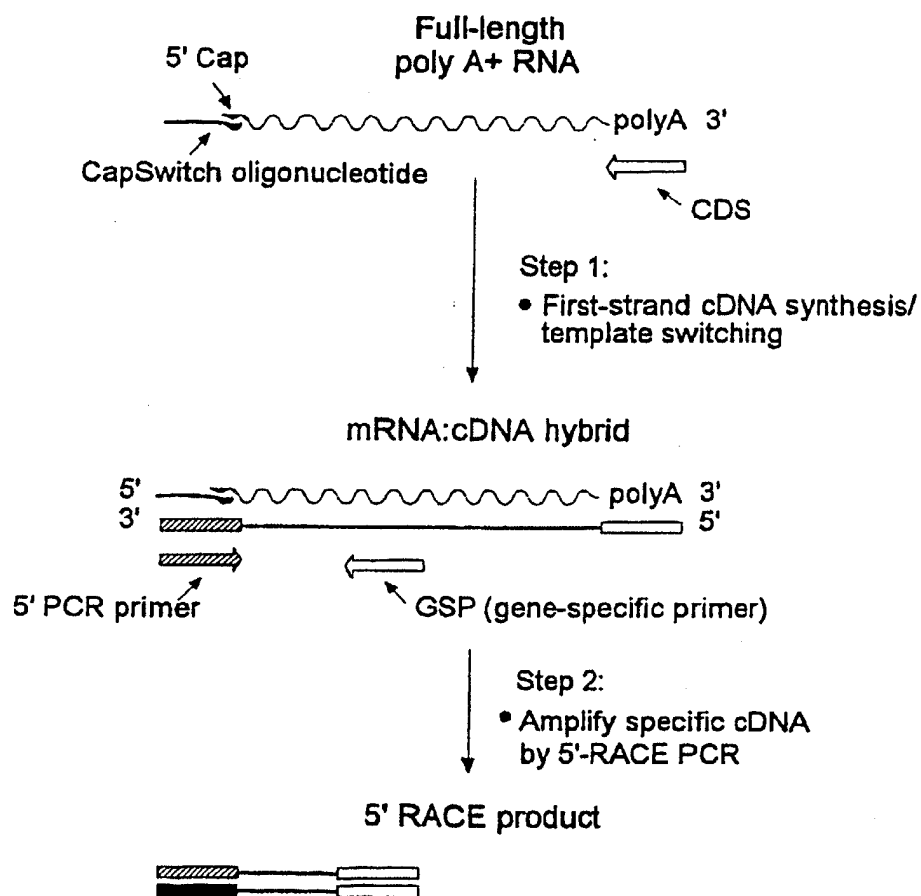 Full-length
poly A+ RNA
5' Cap
polyA 3'
CapSwitch oligonucleotide
CDS
Step 1:
• First-strand cDNA synthesis/
template switching
mRNA:cDNA hybrid
5' polyA 3'
3' 5'
5' PCR primer
GSP (gene-specific primer)
Step 2:
• Amplify specific cDNA
by 5'-RACE PCR
5' RACE product